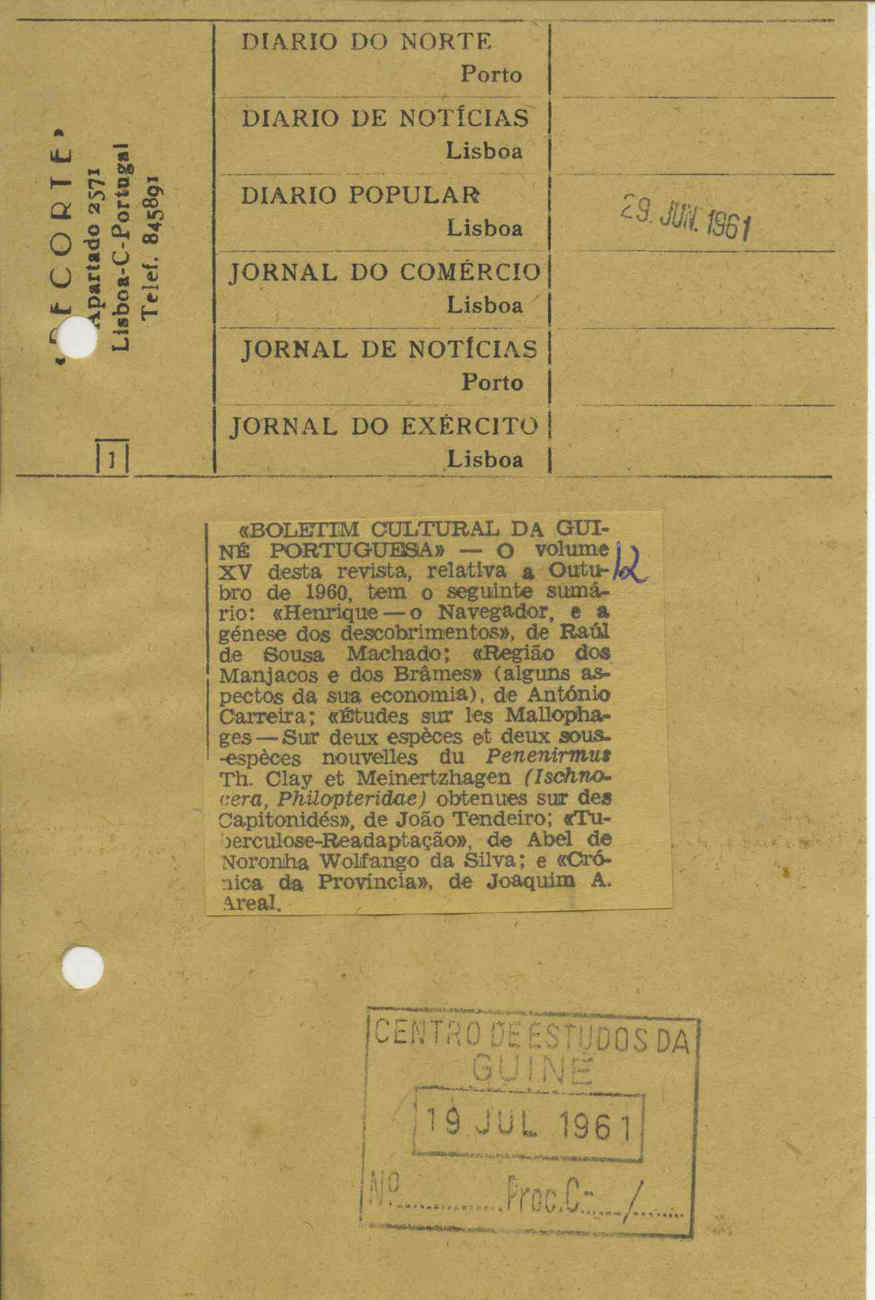 «RECORTE»
Apartado 2571
Lisboa-C-Portugal
Telef. 845891
1
DIARIO DO NORTE
Porto
DIARIO DE NOTÍCIAS
Lisboa
DIARIO POPULAR
Lisboa
29. JUN. 1961
JORNAL DO COMÉRCIO
Lisboa
JORNAL DE NOTÍCIAS
Porto
JORNAL DO EXÉRCITO
Lisboa
«BOLETIM CULTURAL DA GUI-
NÉ PORTUGUESA» — O volume
XV desta revista, relativa a Outu-
bro de 1960, tem o seguinte sumá-
rio: «Henrique — o Navegador, e a
génese dos descobrimentos», de Raúl
de Sousa Machado; «Região dos
Manjacos e dos Brâmes» (alguns as-
pectos da sua economia), de António
Carreira; «Études sur les Mallopha-
ges — Sur deux espèces et deux sous-
-espèces nouvelles du Penenirmus
Th. Clay et Meinertzhagen (Ischno-
cera, Philopteridae) obtenues sur des
Capitonidés», de João Tendeiro; «Tu-
berculose-Readaptação», de Abel de
Noronha Wolfango da Silva; e «Cró-
nica da Província», de Joaquim A.
Areal.
CENTRO DE ESTUDOS DA
GUINÉ
19 JUL 1961
Nº............Proc.C-....../......